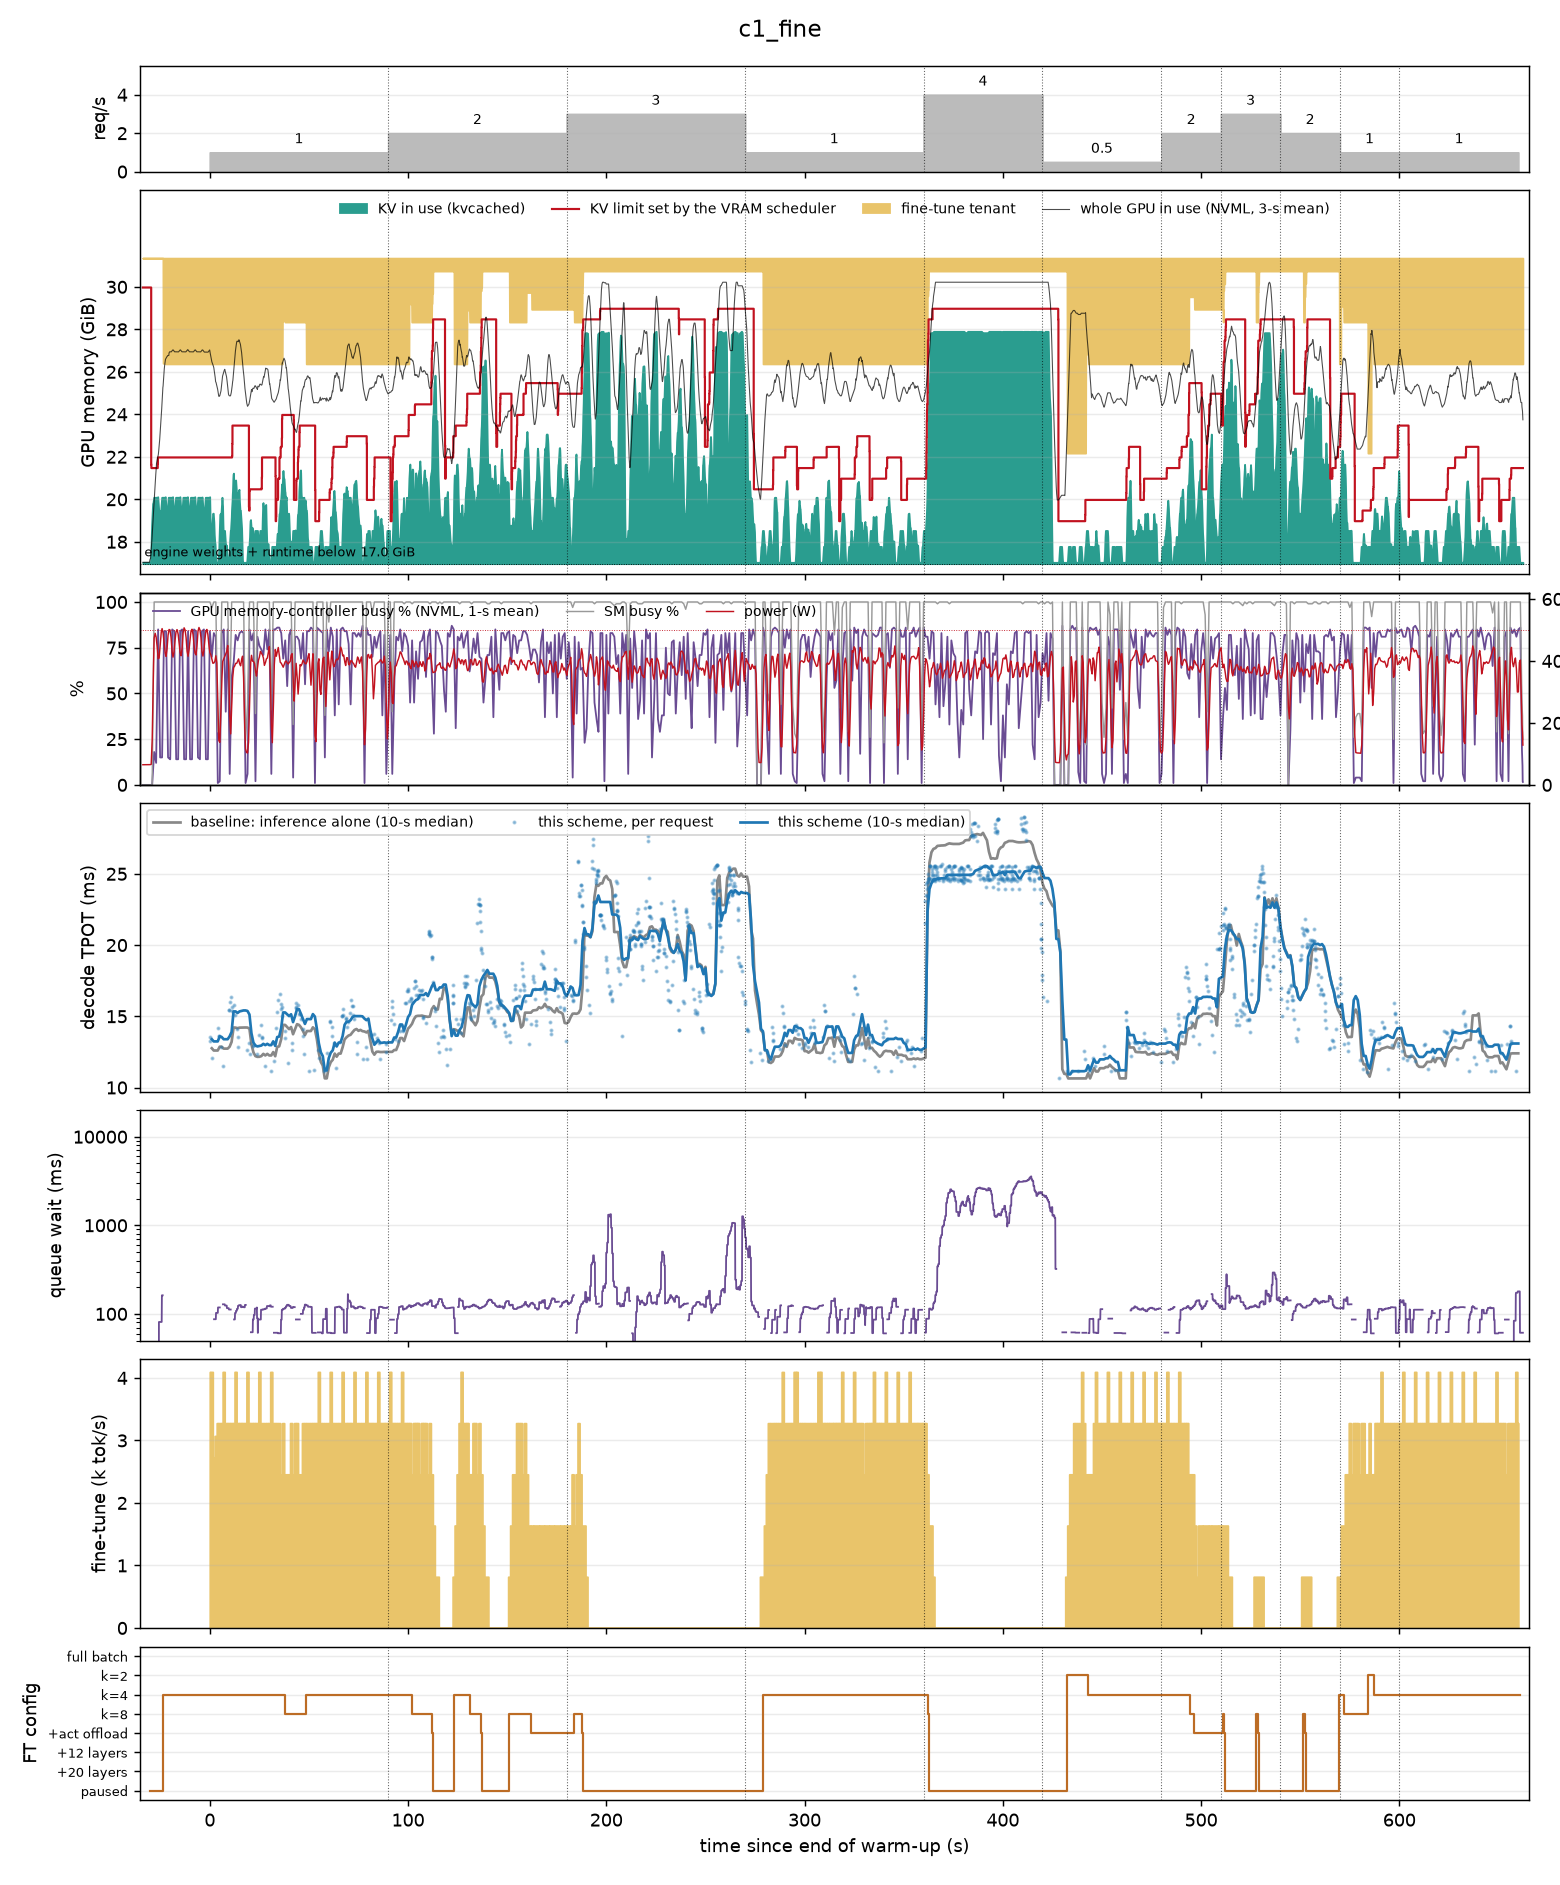 c1_fine
req/s
4
2
0
1
2
3
1
4
0.5
2
3
2
1
1
GPU memory (GiB)
30
28
26
24
22
20
18
KV in use (kvcached)
KV limit set by the VRAM scheduler
fine-tune tenant
whole GPU in use (NVML, 3-s mean)
engine weights + runtime below 17.0 GiB
%
100
75
50
25
0
GPU memory-controller busy % (NVML, 1-s mean)
SM busy %
power (W)
0
decode TPOT (ms)
25
20
15
10
baseline: inference alone (10-s median)
this scheme, per request
this scheme (10-s median)
queue wait (ms)
10000
1000
100
fine-tune (k tok/s)
4
3
2
1
0
FT config
full batch
k=2
k=4
k=8
+act offload
+12 layers
+20 layers
paused
0
100
200
300
400
500
600
time since end of warm-up (s)